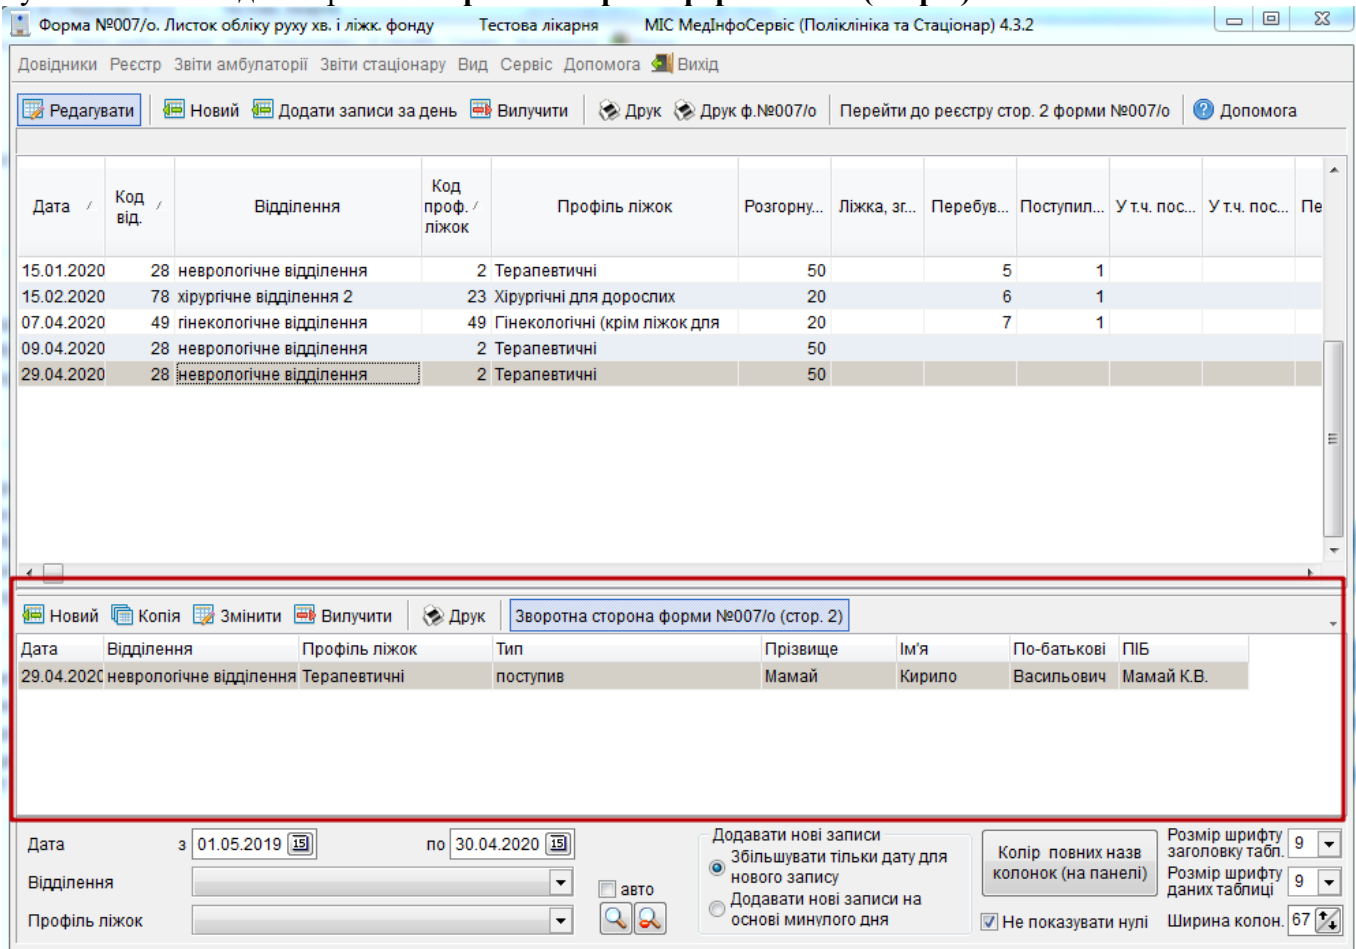 Форма №007/о. Листок обліку руху хв. і ліжк. фонду Тестова лікарня МІС МедІнфоСервіс (Поліклініка та Стаціонар) 4.3.2
Довідники Реєстр Звіти амбулаторії Звіти стаціонару Вид Сервіс Допомога Вихід
Редагувати Новий Додати записи за день Вилучити Друк Друк ф.№007/о Перейти до реєстру стор. 2 форми №007/о Допомога
Дата Код від. Відділення Код проф. ліжок Профіль ліжок Розгорну... Ліжка, зг... Перебув... Поступил... У т.ч. пос... У т.ч. пос... Пе
15.01.2020 28 неврологічне відділення 2 Терапевтичні 50 5 1
15.02.2020 78 хірургічне відділення 2 23 Хірургічні для дорослих 20 6 1
07.04.2020 49 гінекологічне відділення 49 Гінекологічні (крім ліжок для 20 7 1
09.04.2020 28 неврологічне відділення 2 Терапевтичні 50
29.04.2020 28 неврологічне відділення 2 Терапевтичні 50
Новий Копія Змінити Вилучити Друк Зворотна сторона форми №007/о (стор. 2)
Дата Відділення Профіль ліжок Тип Прізвище Ім'я По-батькові ПІБ
29.04.2020 неврологічне відділення Терапевтичні поступив Мамай Кирило Васильович Мамай К.В.
Дата з 01.05.2019 15 по 30.04.2020 15
Відділення
Профіль ліжок
авто
Додавати нові записи
Збільшувати тільки дату для
нового запису
Додавати нові записи на
основі минулого дня
Колір повних назв
колонок (на панелі)
Не показувати нулі
Розмір шрифту
заголовку табл. 9
Розмір шрифту
даних таблиці 9
Ширина колон. 67